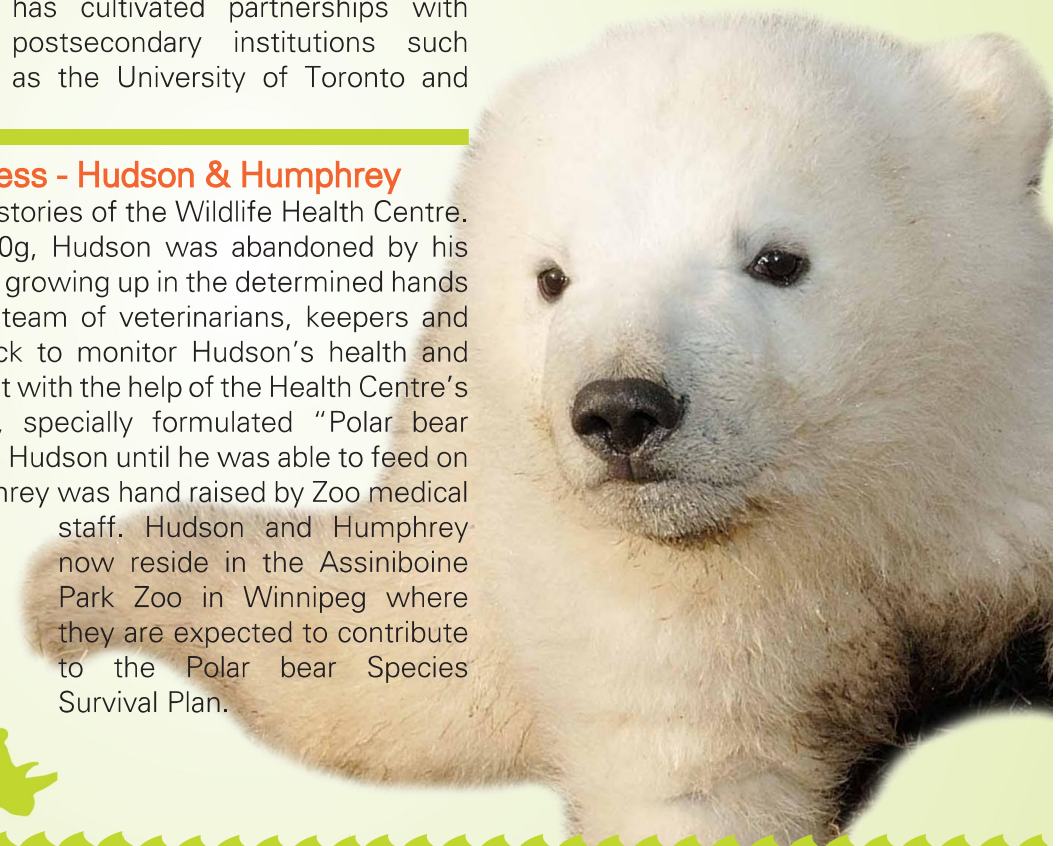 has cultivated partnerships with
postsecondary institutions such
as the University of Toronto and
ess - Hudson & Humphrey
stories of the Wildlife Health Centre.
0g, Hudson was abandoned by his
growing up in the determined hands
team of veterinarians, keepers and
ck to monitor Hudson's health and
t with the help of the Health Centre's
, specially formulated “Polar bear
Hudson until he was able to feed on
hrey was hand raised by Zoo medical
staff. Hudson and Humphrey
now reside in the Assiniboine
Park Zoo in Winnipeg where
they are expected to contribute
to the Polar bear Species
Survival Plan.